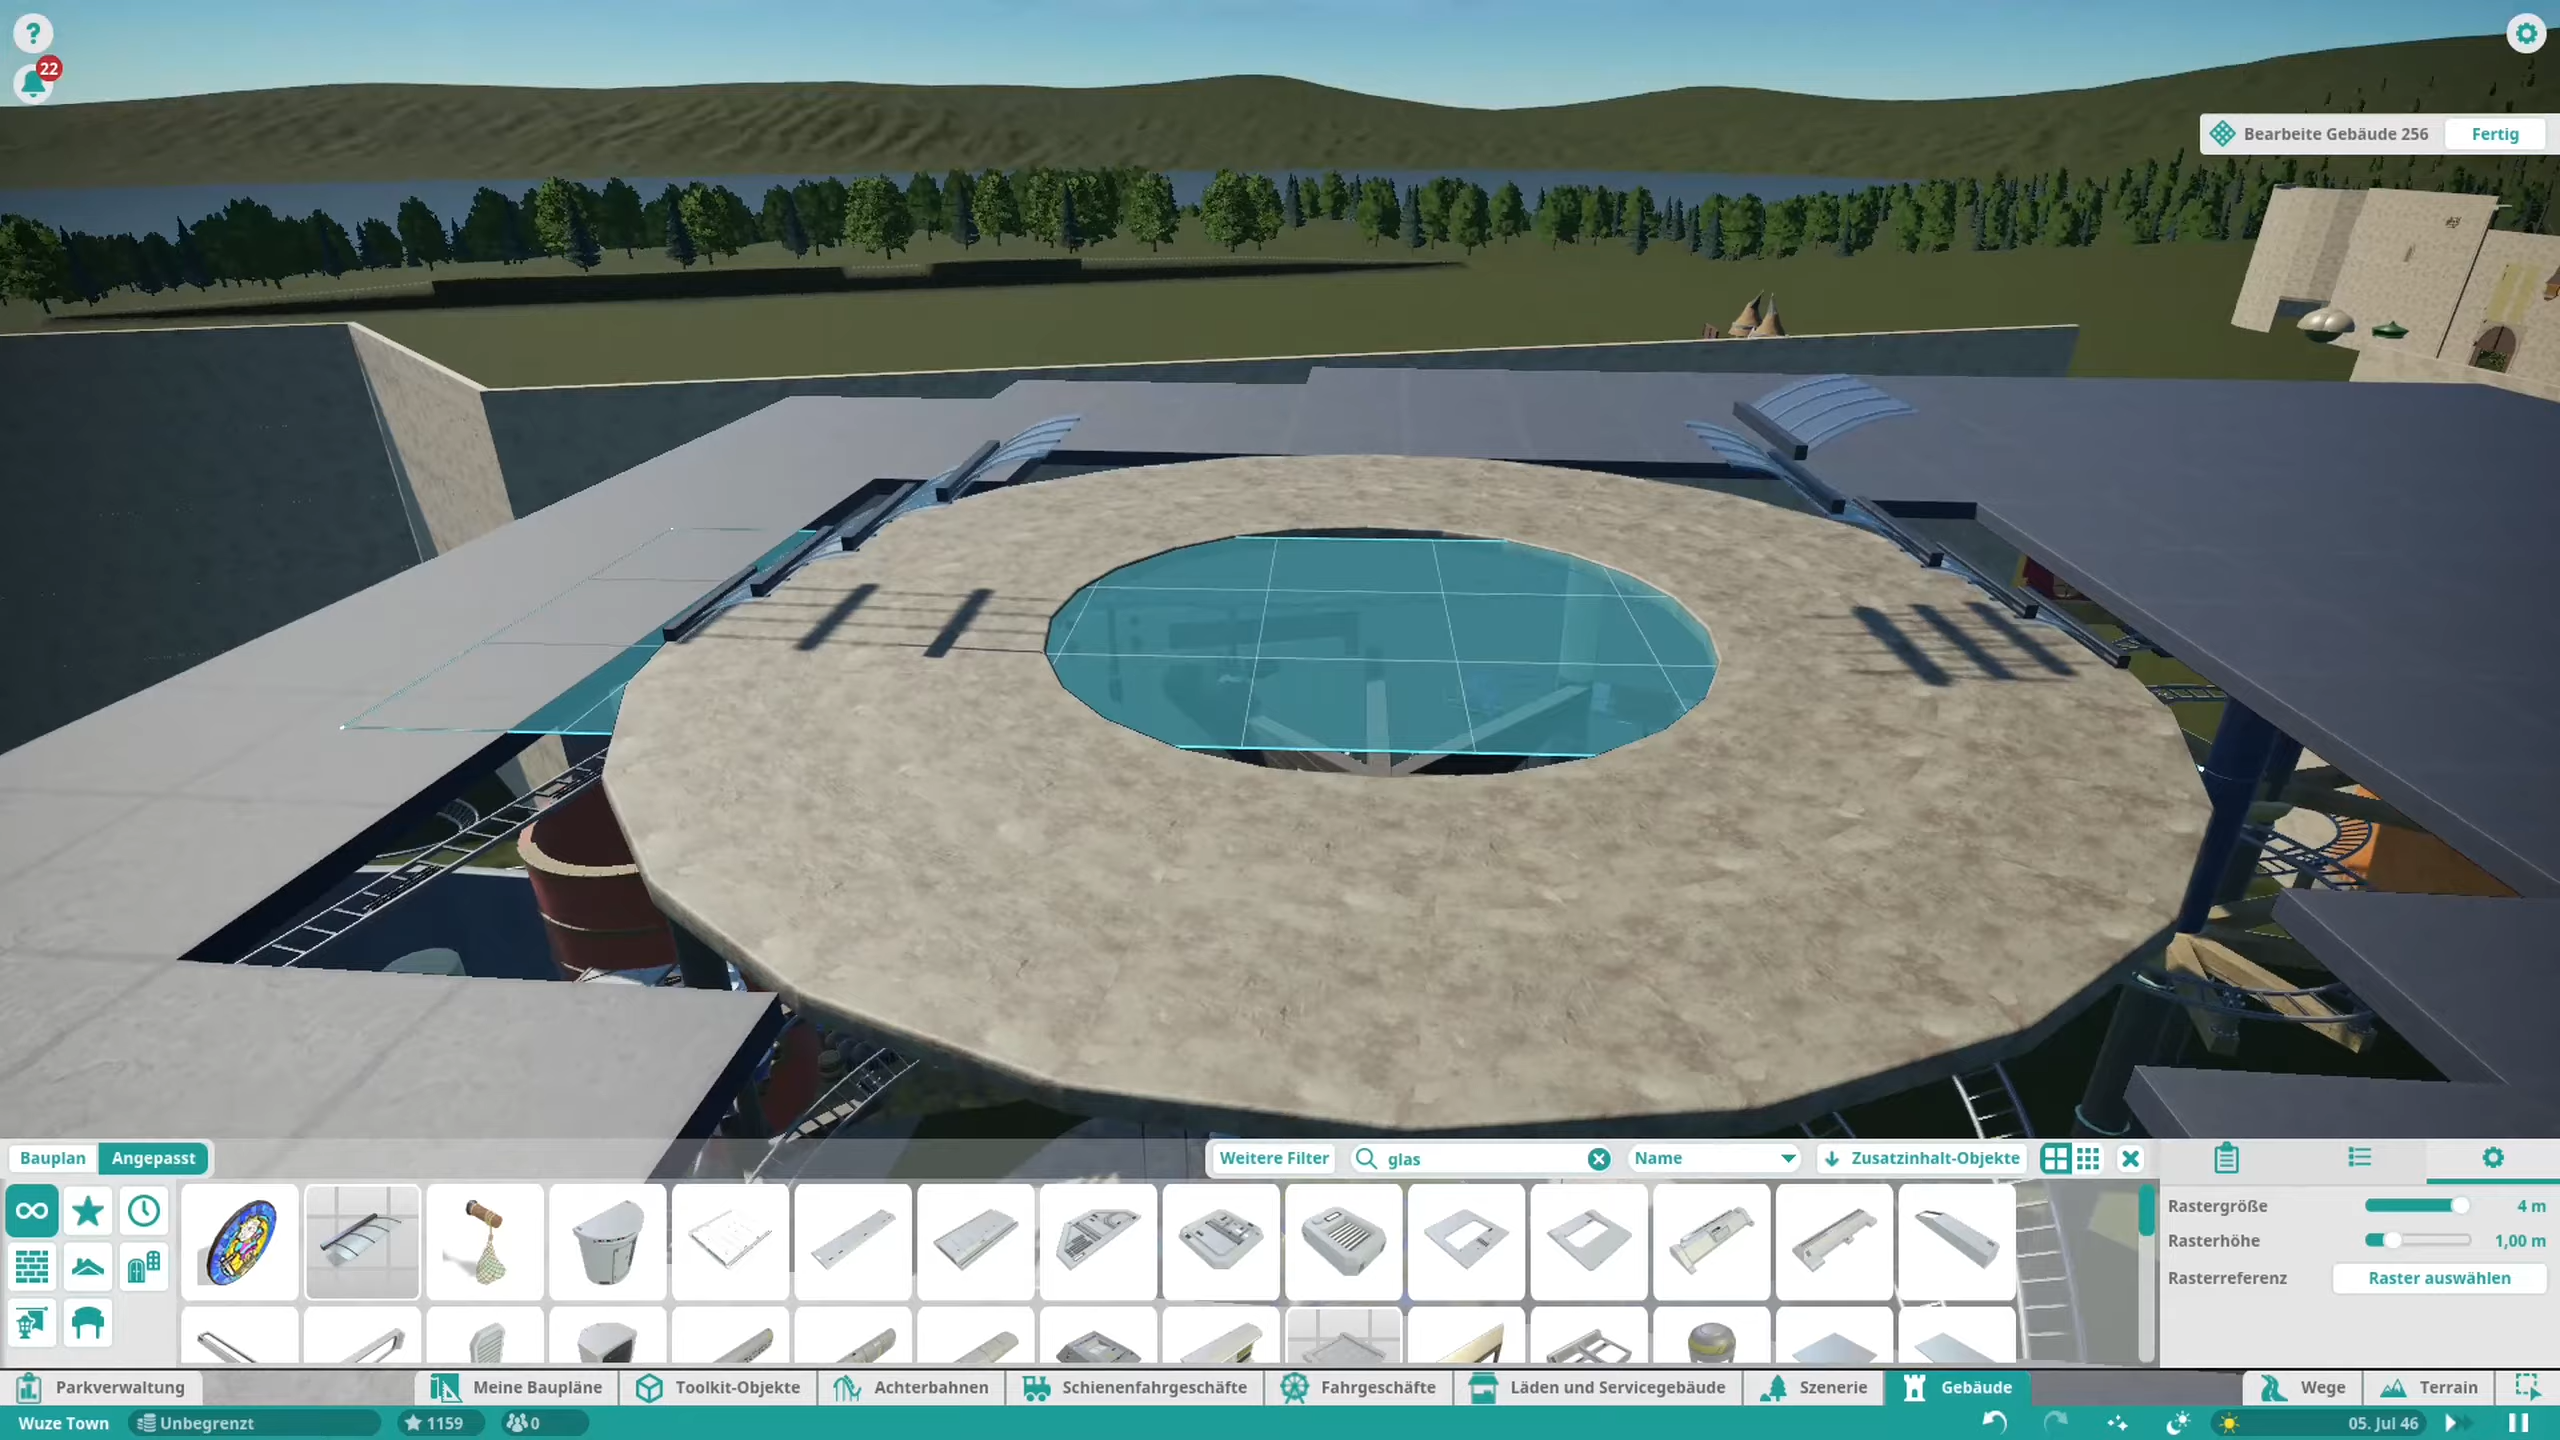 ?
22
Bearbeite Gebäude 256
Fertig
Bauplan
Angepasst
Weitere Filter
glas
Name
Zusatzinhalt-Objekte
Rastergröße
4 m
Rasterhöhe
1,00 m
Rasterreferenz
Raster auswählen
Parkverwaltung
Meine Baupläne
Toolkit-Objekte
Achterbahnen
Schienenfahrgeschäfte
Fahrgeschäfte
Läden und Servicegebäude
Szenerie
Gebäude
Wege
Terrain
Wuze Town
Unbegrenzt
1159
0
05. Jul 46